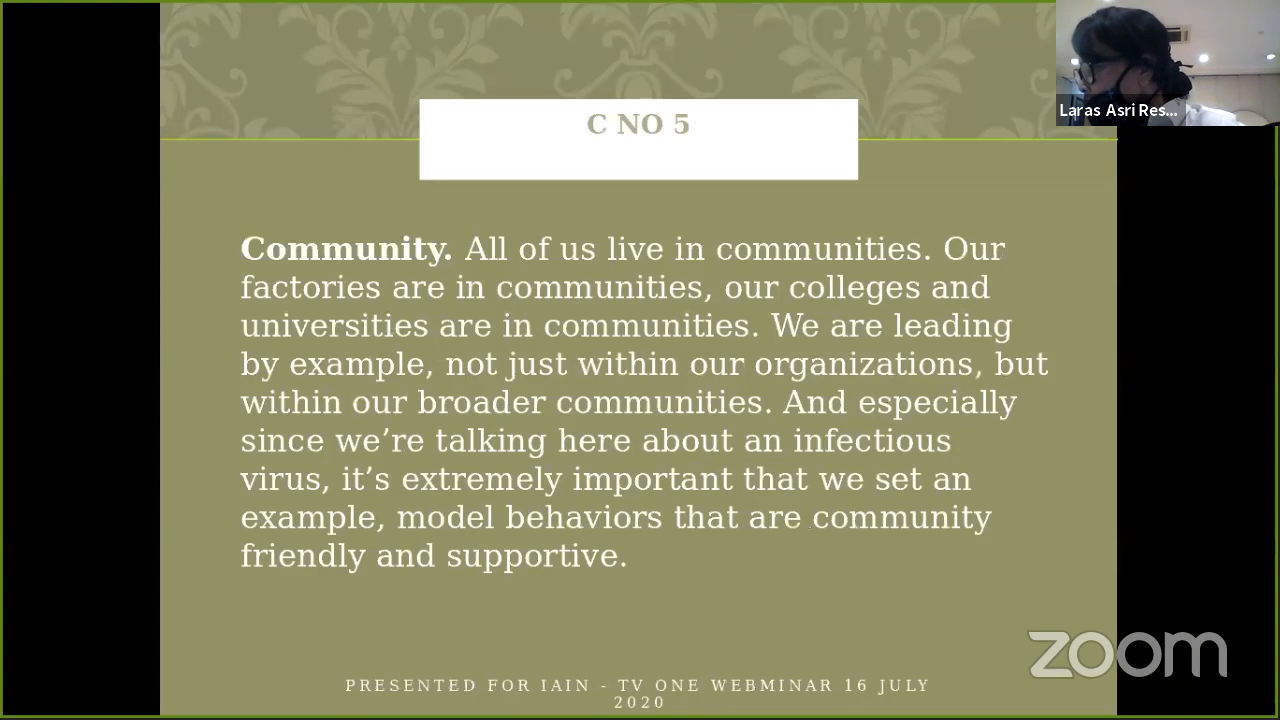 C NO 5
Laras Asri Res...
Community. All of us live in communities. Our
factories are in communities, our colleges and
universities are in communities. We are leading
by example, not just within our organizations, but
within our broader communities. And especially
since we’re talking here about an infectious
virus, it’s extremely important that we set an
example, model behaviors that are community
friendly and supportive.
zoom
PRESENTED FOR IAIN - TV ONE WEBMINAR 16 JULY
2020